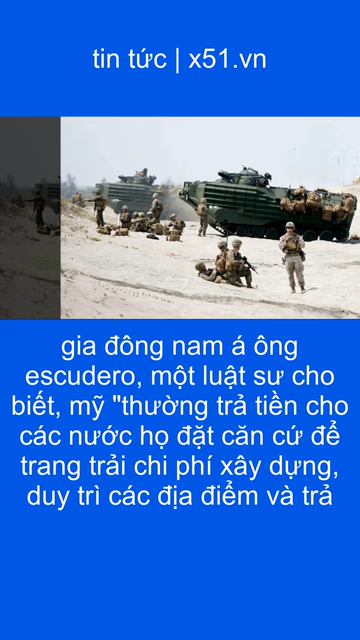 tin tức | x51.vn
gia đông nam á ông
escudero, một luật sư cho
biết, mỹ "thường trả tiền cho
các nước họ đặt căn cứ để
trang trải chi phí xây dựng,
duy trì các địa điểm và trả